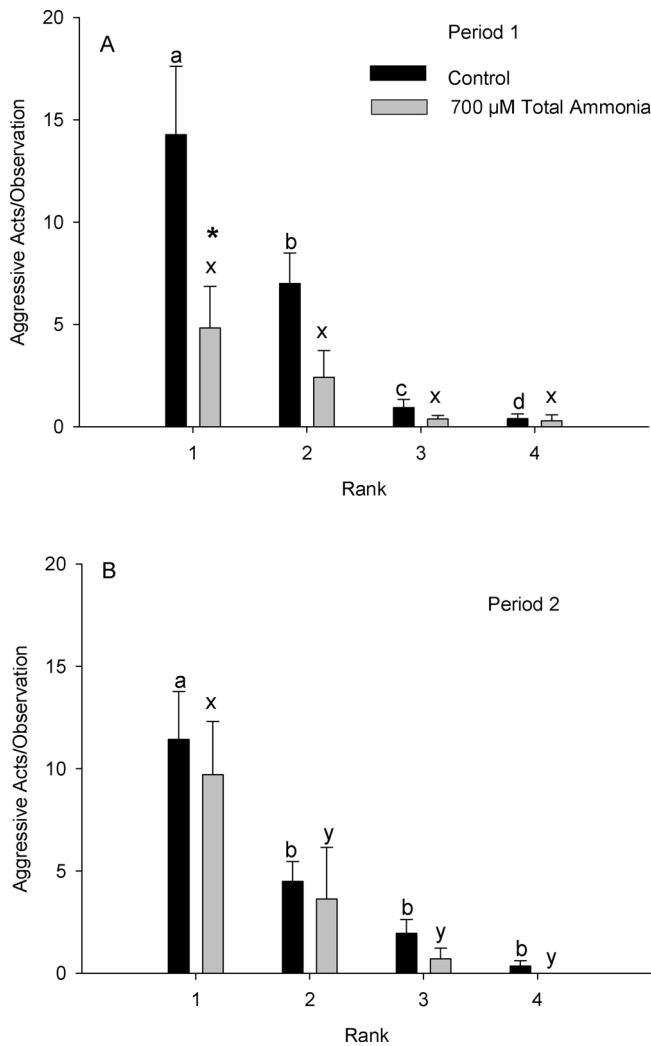 20
A
Period 1
a
Control
700 µM Total Ammonia
15
Aggressive Acts/Observation
10
*
x
b
5
x
c
x
d
x
0
1
2
3
4
Rank
20
B
Period 2
15
a
x
Aggressive Acts/Observation
10
5
b
y
b
y
b
y
0
1
2
3
4
Rank